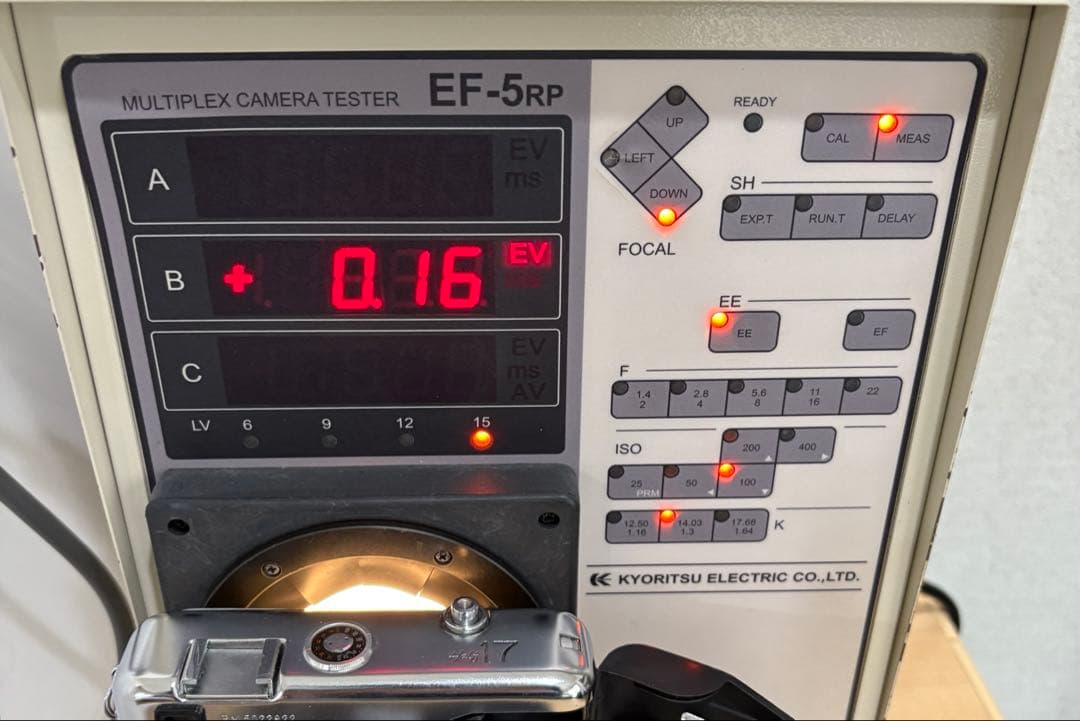 MULTIPLEX CAMERA TESTER EF-5RP
A EV
ms
B + 0.16 EV
ms
C EV
ms
AV
LV 6 9 12 15
UP
LEFT
DOWN
FOCAL
READY
CAL MEAS
SH
EXP.T RUN.T DELAY
EE
EE EF
F
1.4 2.8 5.6 11 22
2 4 8 16
ISO
200 400
25 50 100
PRM
12.50 14.03 17.66 K
1.16 1.3 1.64
KYORITSU ELECTRIC CO.,LTD.
17